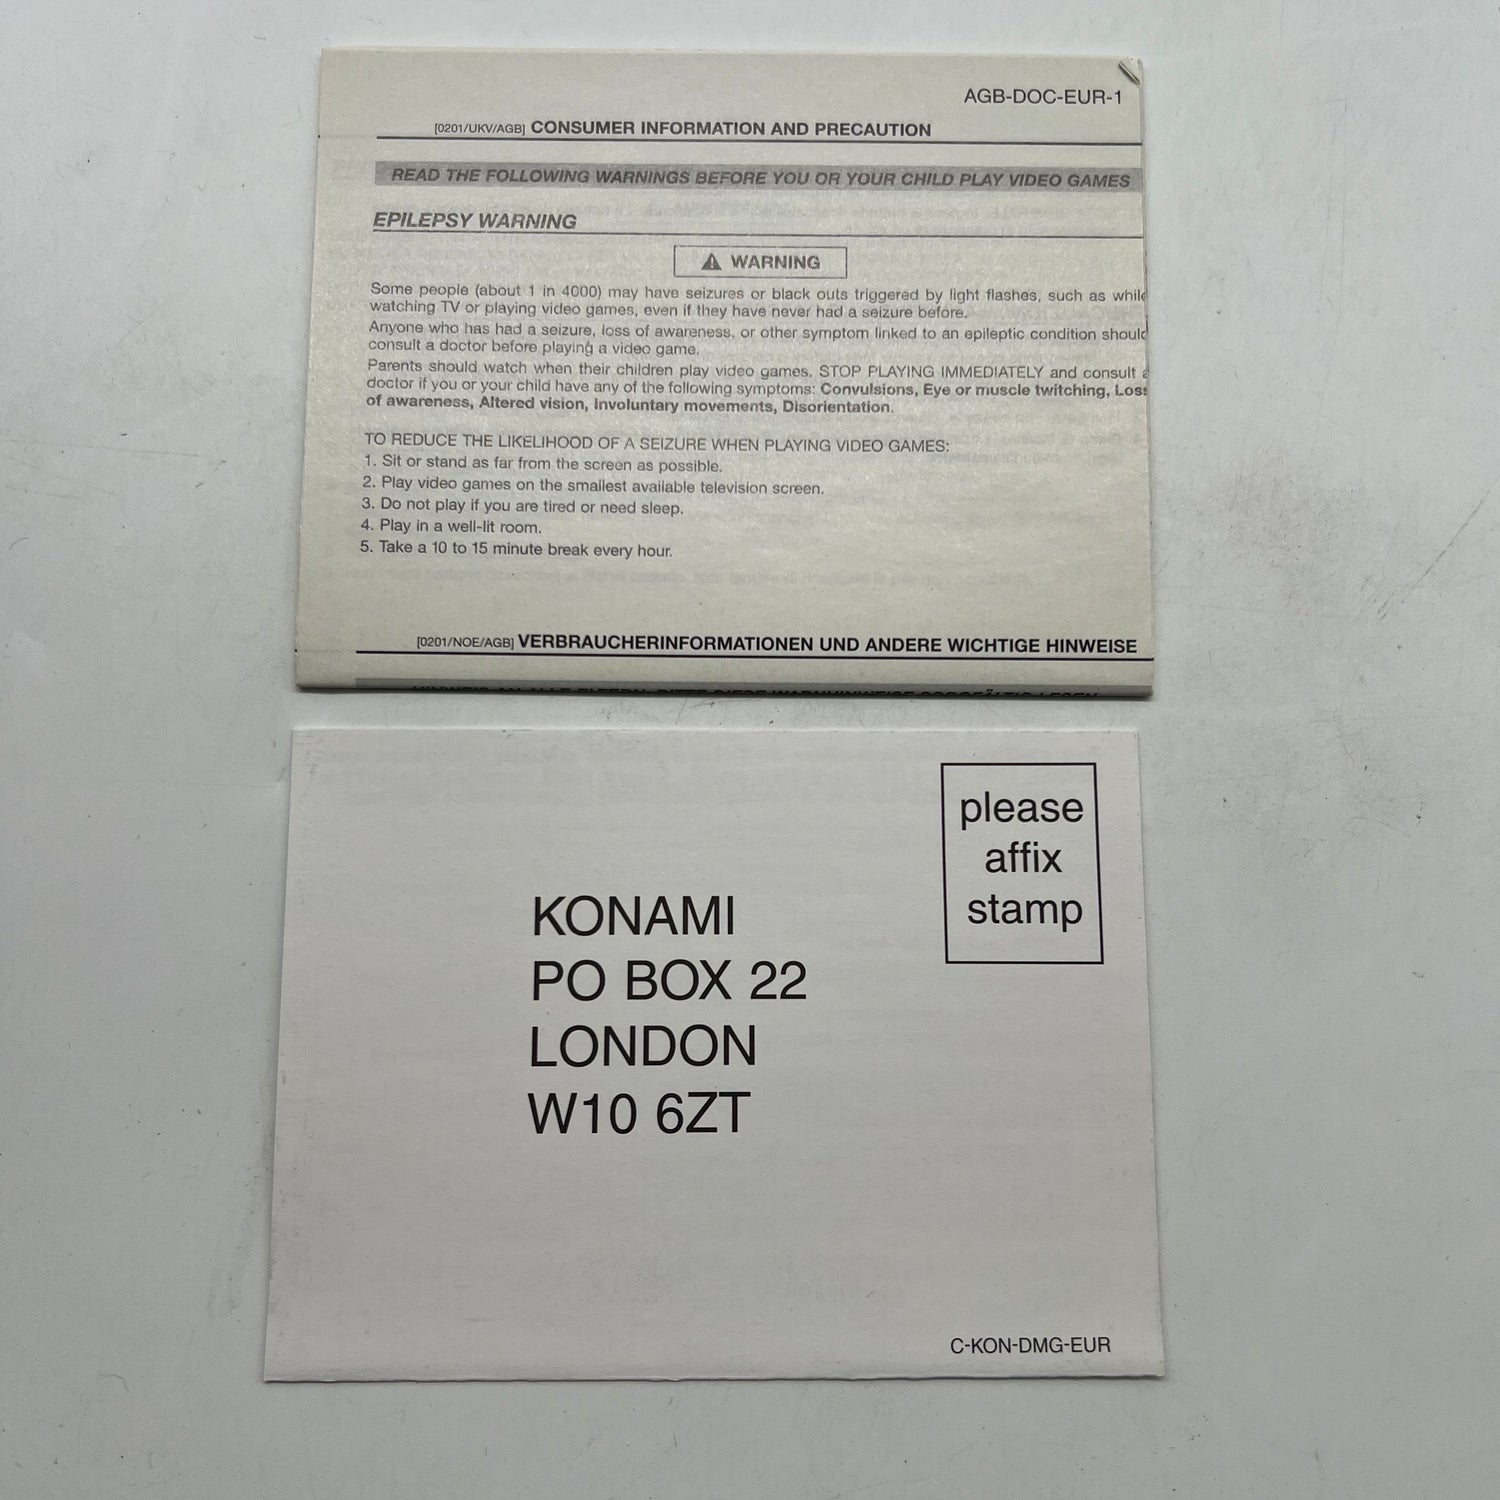 AGB-DOC-EUR-1
[0201/UKV/AGB] CONSUMER INFORMATION AND PRECAUTION
READ THE FOLLOWING WARNINGS BEFORE YOU OR YOUR CHILD PLAY VIDEO GAMES
EPILEPSY WARNING
WARNING
Some people (about 1 in 4000) may have seizures or black outs triggered by light flashes, such as while
watching TV or playing video games, even if they have never had a seizure before.
Anyone who has had a seizure, loss of awareness, or other symptom linked to an epileptic condition should
consult a doctor before playing a video game.
Parents should watch when their children play video games. STOP PLAYING IMMEDIATELY and consult a
doctor if you or your child have any of the following symptoms: Convulsions, Eye or muscle twitching, Loss
of awareness, Altered vision, Involuntary movements, Disorientation.
TO REDUCE THE LIKELIHOOD OF A SEIZURE WHEN PLAYING VIDEO GAMES:
1. Sit or stand as far from the screen as possible.
2. Play video games on the smallest available television screen.
3. Do not play if you are tired or need sleep.
4. Play in a well-lit room.
5. Take a 10 to 15 minute break every hour.
[0201/NOE/AGB] VERBRAUCHERINFORMATIONEN UND ANDERE WICHTIGE HINWEISE
HINWEIS AN ALLE ELTERN: BITTE DIESE WARNHINWEISE SORGFÄLTIG LESEN
please
affix
stamp
KONAMI
PO BOX 22
LONDON
W10 6ZT
C-KON-DMG-EUR